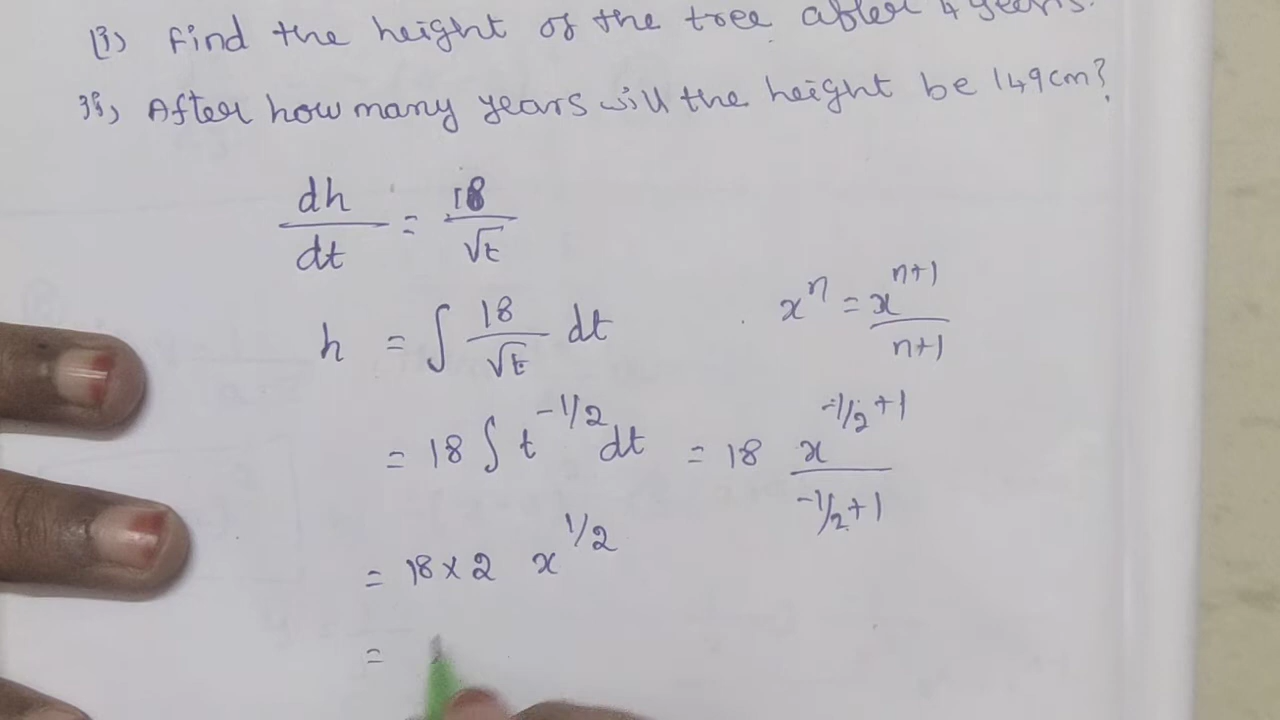 (i) Find the height of the tree after 4 years.
ii) After how many years will the height be 149cm?
dh/dt = 18/√t
h = ∫ 18/√t dt
xⁿ = xⁿ⁺¹/n+1
= 18 ∫ t^-1/2 dt = 18 x^-1/2+1/-1/2+1
= 18 × 2 x^1/2
=